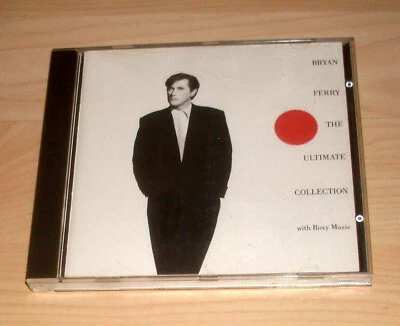 BRYAN
FERRY
THE
ULTIMATE
COLLECTION
with Roxy Music